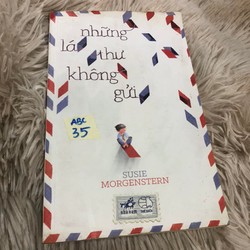 những
lá thư
không
gửi
ABC
35
SUSIE
MORGENSTERN